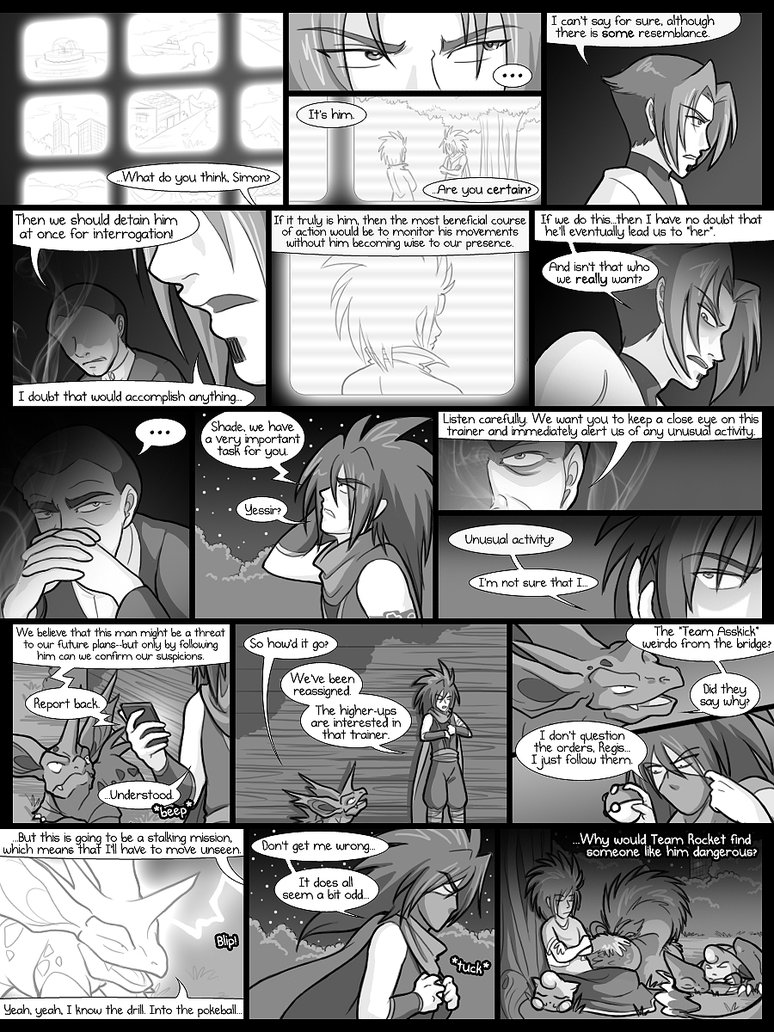 ...What do you think, Simon?
...
It's him.
...Are you certain?
I can't say for sure, although
there is some resemblance.
Then we should detain him
at once for interrogation!
I doubt that would accomplish anything...
If it truly is him, then the most beneficial course
of action would be to monitor his movements
without him becoming wise to our presence.
If we do this...then I have no doubt that
he'll eventually lead us to "her".
And isn't that who
we really want?
...
Shade, we have
a very important
task for you.
Yessir?
Listen carefully. We want you to keep a close eye on this
trainer and immediately alert us of any unusual activity.
Unusual activity?
I'm not sure that I...
We believe that this man might be a threat
to our future plans--but only by following
him can we confirm our suspicions.
Report back.
...Understood.
*beep*
So how'd it go?
We've been
reassigned.
The higher-ups
are interested in
that trainer.
The "Team Asskick"
weirdo from the bridge?
Did they
say why?
I don't question
the orders, Regis...
I just follow them.
...But this is going to be a stalking mission,
which means that I'll have to move unseen.
Blip!
Yeah, yeah, I know the drill. Into the pokeball...
Don't get me wrong...
It does all
seem a bit odd...
*tuck*
...Why would Team Rocket find
someone like him dangerous?